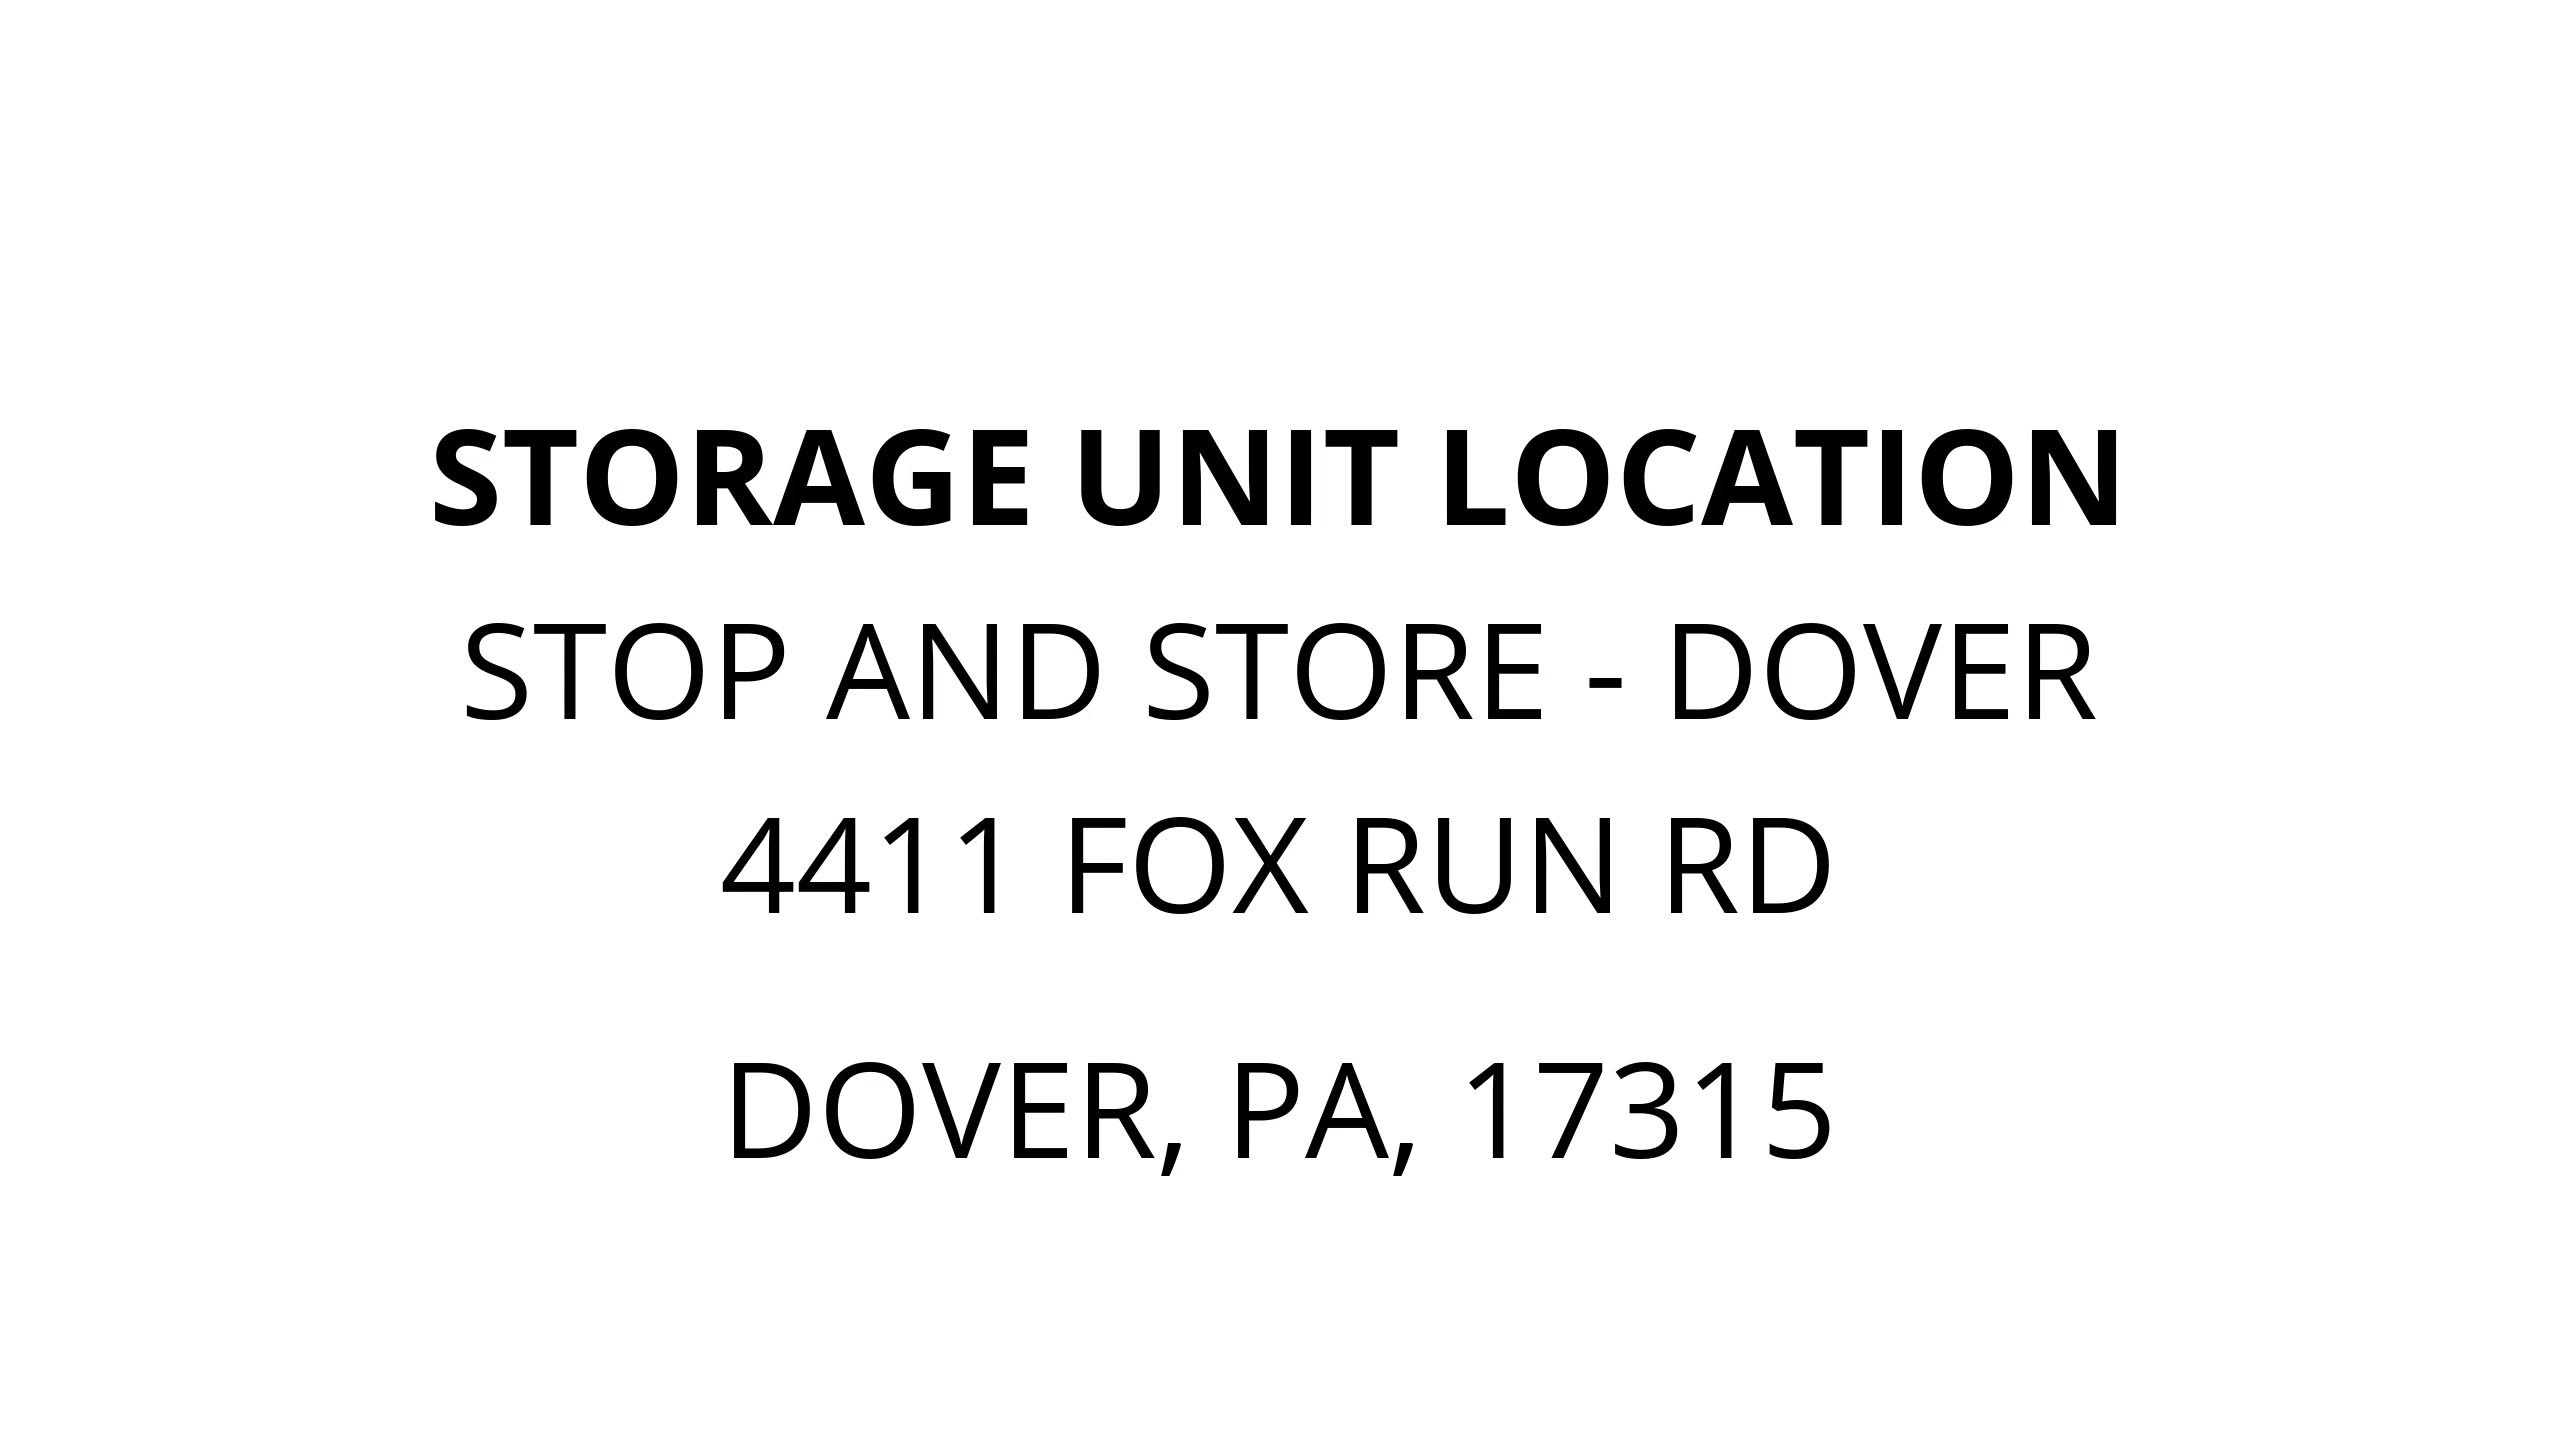 STORAGE UNIT LOCATION
STOP AND STORE - DOVER
4411 FOX RUN RD
DOVER, PA, 17315